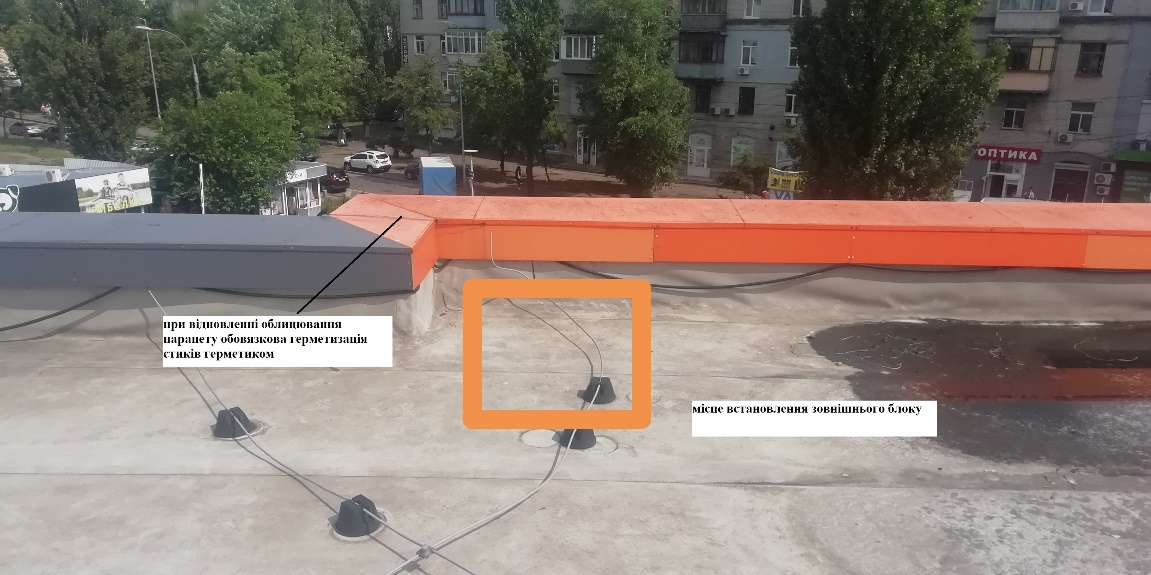 ОПТИКА
при відновленні облицювання
парапету обовязкова герметизація
стиків герметиком
місце встановлення зовнішнього блоку